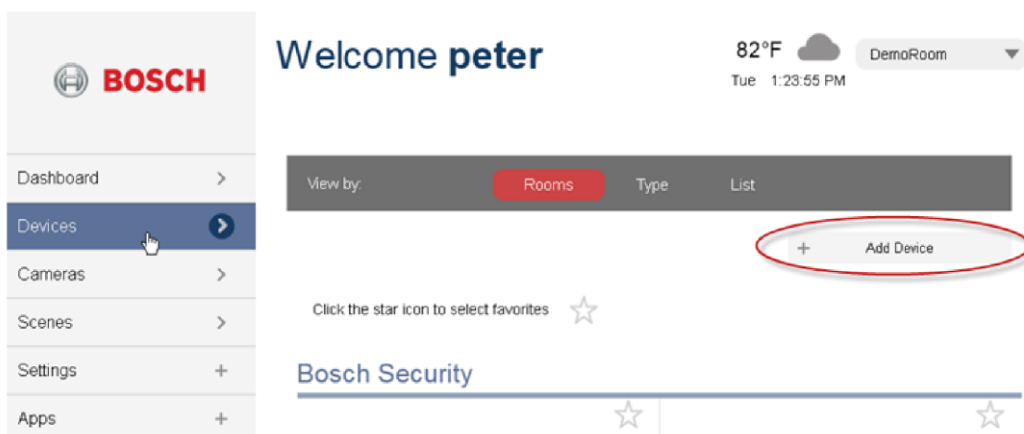 BOSCH
Welcome peter
82°F
DemoRoom
Tue 1:23:55 PM
Dashboard
Devices
Cameras
Scenes
Settings
Apps
View by:
Rooms
Type
List
+ Add Device
Click the star icon to select favorites
Bosch Security